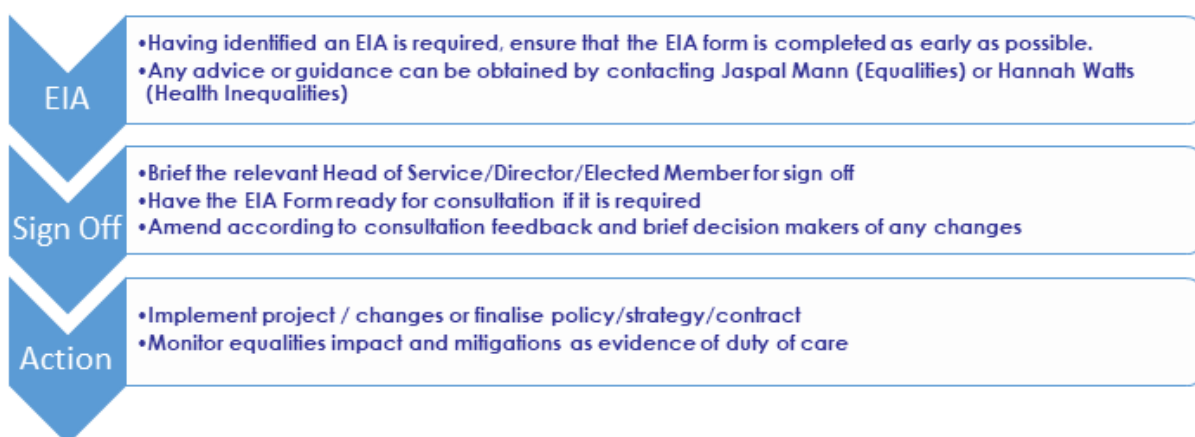 EIA
•Having identified an EIA is required, ensure that the EIA form is completed as early as possible.
•Any advice or guidance can be obtained by contacting Jaspal Mann (Equalities) or Hannah Watts
(Health Inequalities)
Sign Off
•Brief the relevant Head of Service/Director/Elected Member for sign off
•Have the EIA Form ready for consultation if it is required
•Amend according to consultation feedback and brief decision makers of any changes
Action
•Implement project / changes or finalise policy/strategy/contract
•Monitor equalities impact and mitigations as evidence of duty of care